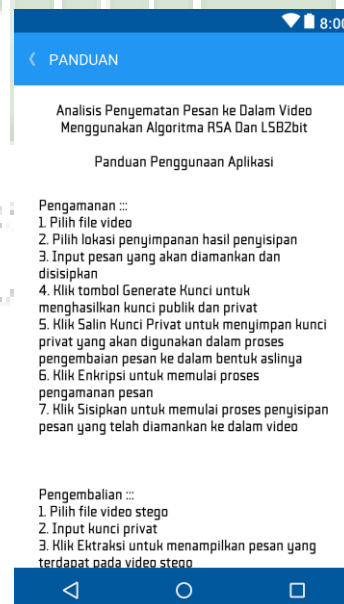 8:00
PANDUAN
Analisis Penyematan Pesan ke Dalam Video
Menggunakan Algoritma RSA Dan LSB2bit
Panduan Penggunaan Aplikasi
Pengamanan :::
1. Pilih file video
2. Pilih lokasi penyimpanan hasil penyisipan
3. Input pesan yang akan diamankan dan
disisipkan
4. Klik tombol Generate Kunci untuk
menghasilkan kunci publik dan privat
5. Klik Salin Kunci Privat untuk menyimpan kunci
privat yang akan digunakan dalam proses
pengembaian pesan ke dalam bentuk aslinya
6. Klik Enkripsi untuk memulai proses
pengamanan pesan
7. Klik Sisipkan untuk memulai proses penyisipan
pesan yang telah diamankan ke dalam video
Pengembalian :::
1. Pilih file video stego
2. Input kunci privat
3. Klik Ektraksi untuk menampilkan pesan yang
terdapat pada video stego